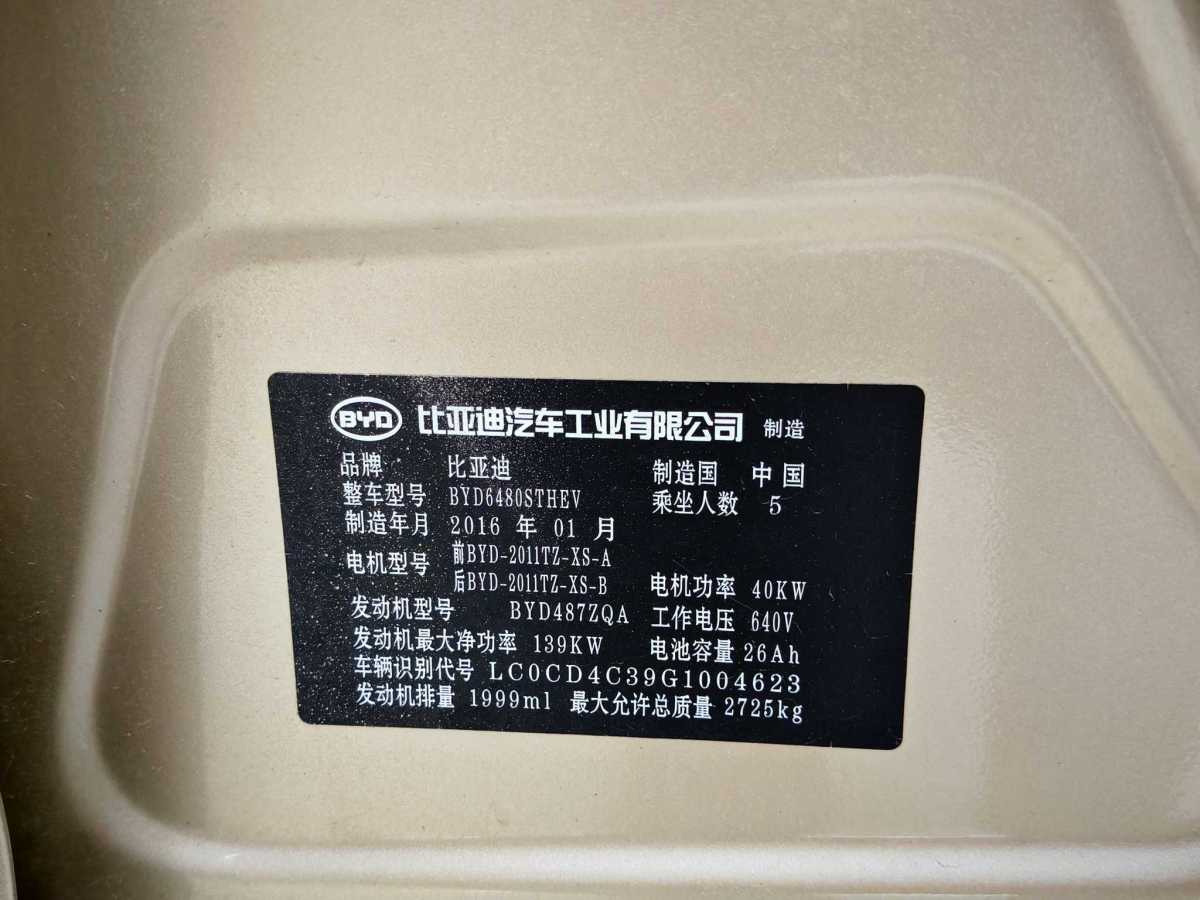 BYD 比亚迪汽车工业有限公司 制造
品牌 比亚迪 制造国 中国
整车型号 BYD6480STHEV 乘坐人数 5
制造年月 2016 年 01 月
电机型号 前BYD-2011TZ-XS-A
后BYD-2011TZ-XS-B 电机功率 40KW
发动机型号 BYD487ZQA 工作电压 640V
发动机最大净功率 139KW 电池容量 26Ah
车辆识别代号 LC0CD4C39G1004623
发动机排量 1999ml 最大允许总质量 2725kg